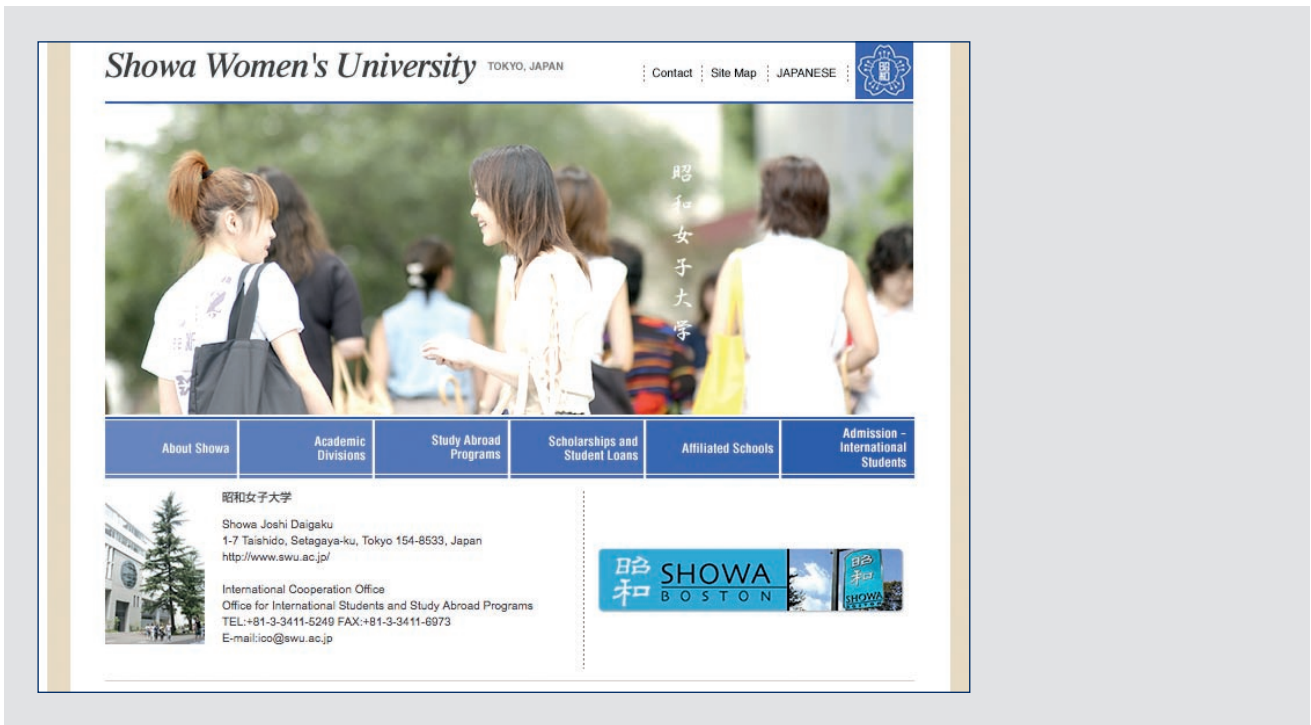 Showa Women's University TOKYO, JAPAN
Contact Site Map JAPANESE
昭和
昭和女子大学
About Showa
Academic
Divisions
Study Abroad
Programs
Scholarships and
Student Loans
Affiliated Schools
Admission –
International
Students
昭和女子大学
Showa Joshi Daigaku
1-7 Taishido, Setagaya-ku, Tokyo 154-8533, Japan
http://www.swu.ac.jp/
International Cooperation Office
Office for International Students and Study Abroad Programs
TEL:+81-3-3411-5249 FAX:+81-3-3411-6973
E-mail:ico@swu.ac.jp
昭和
SHOWA
BOSTON
昭和
SHOWA
BOSTON